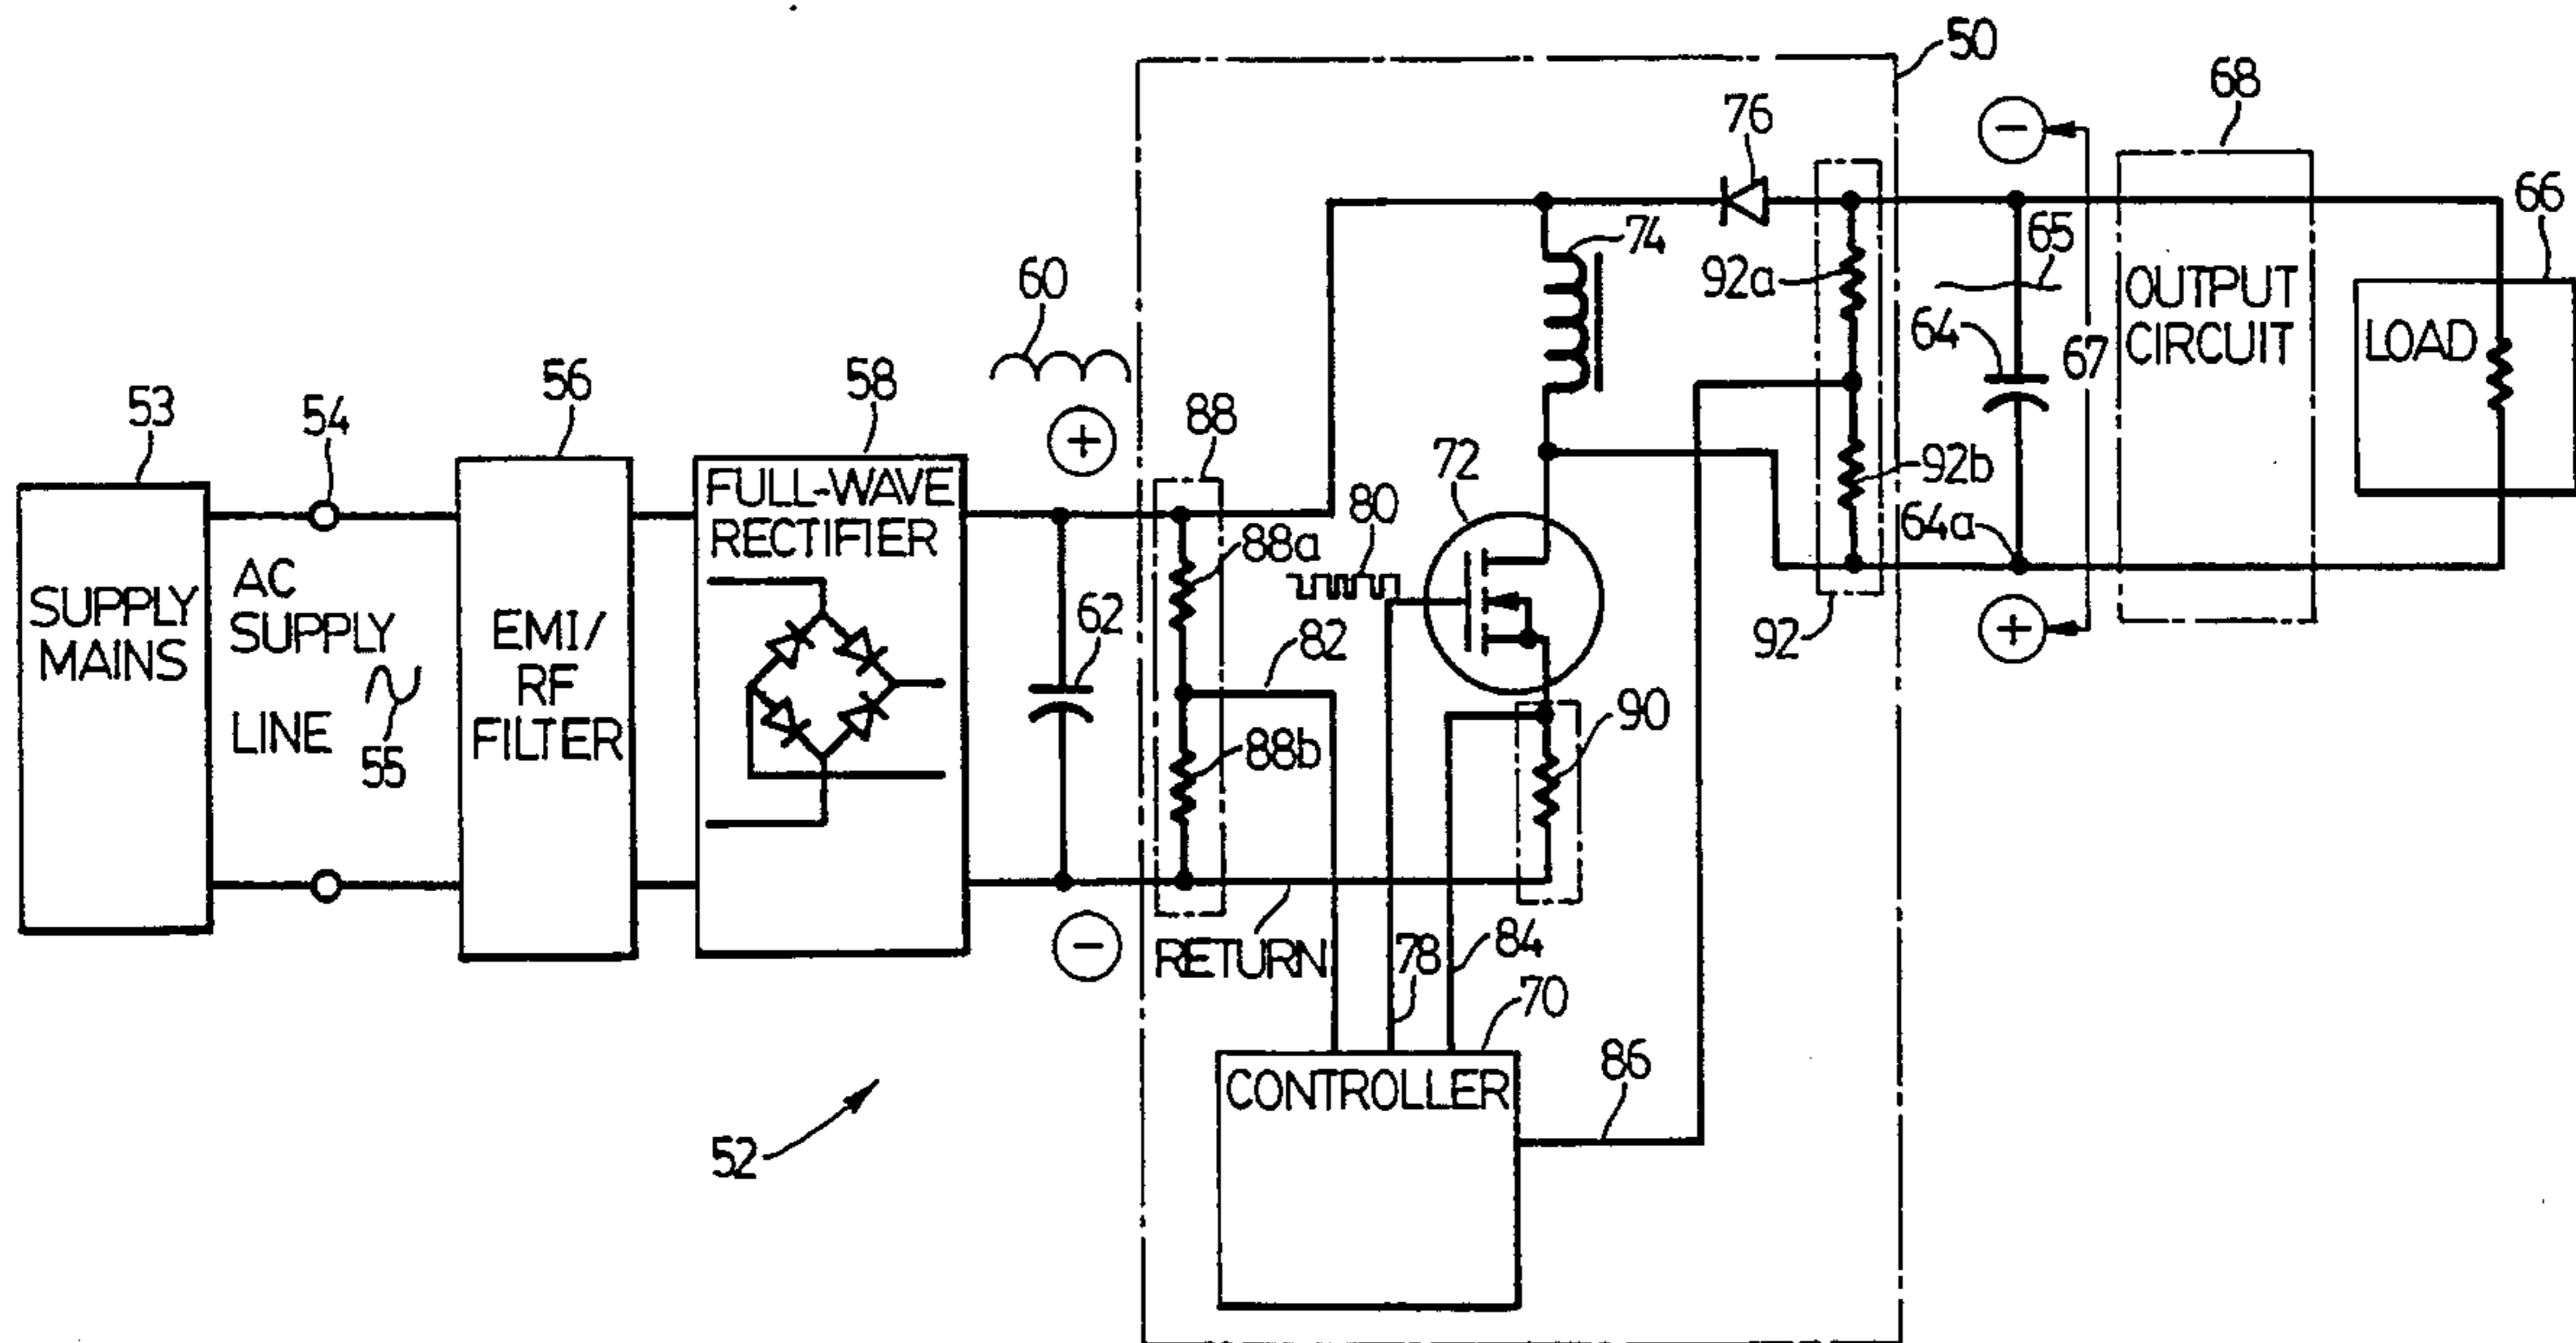 50
68
76
−
66
74
65
92a
OUTPUT
CIRCUIT
LOAD
64
67
60
56
58
53
54
88
+
72
92b
80
64a
FULL-WAVE
RECTIFIER
88a
AC
SUPPLY
LINE
55
SUPPLY
MAINS
EMI/
RF
FILTER
62
82
92
+
90
88b
−
RETURN
78
84
70
CONTROLLER
86
52